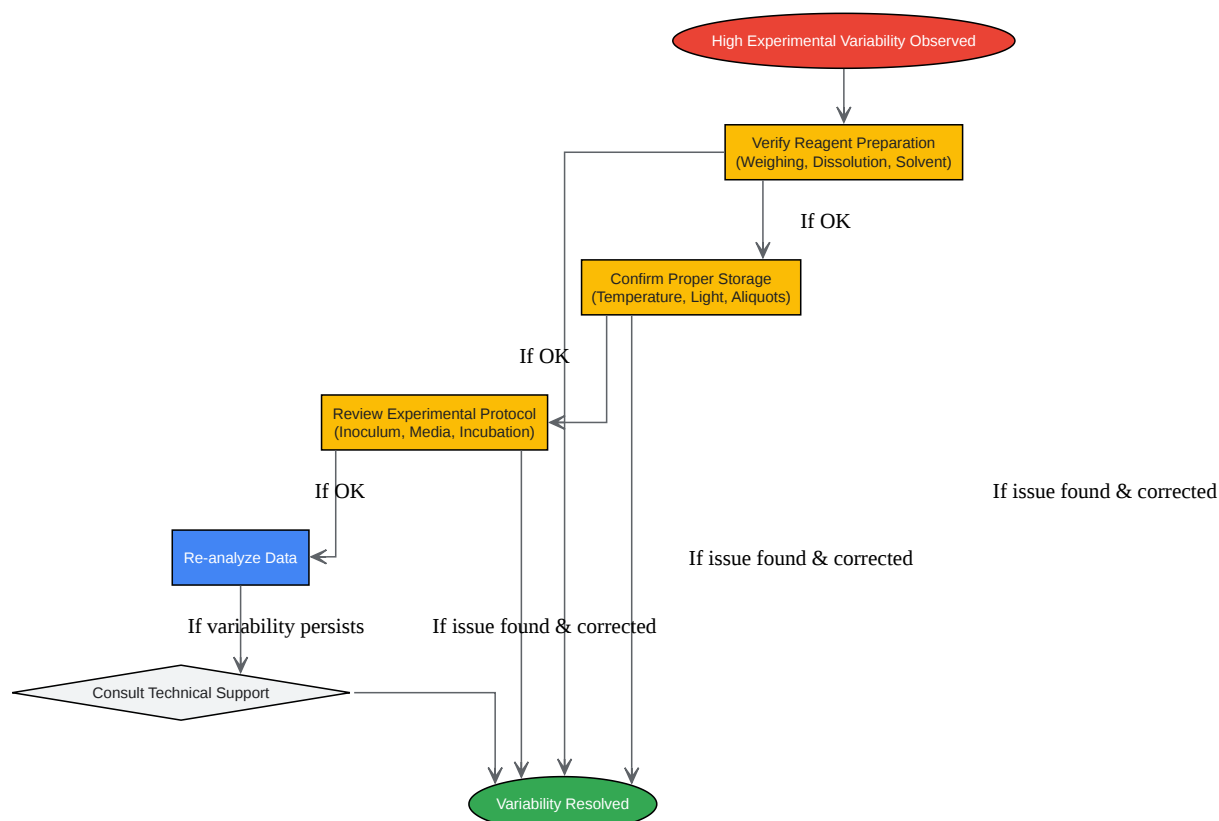 High Experimental Variability Observed
Verify Reagent Preparation
(Weighing, Dissolution, Solvent)
If OK
Confirm Proper Storage
(Temperature, Light, Aliquots)
If OK
Review Experimental Protocol
(Inoculum, Media, Incubation)
If OK
If issue found & corrected
Re-analyze Data
If issue found & corrected
If variability persists
If issue found & corrected
Consult Technical Support
Variability Resolved